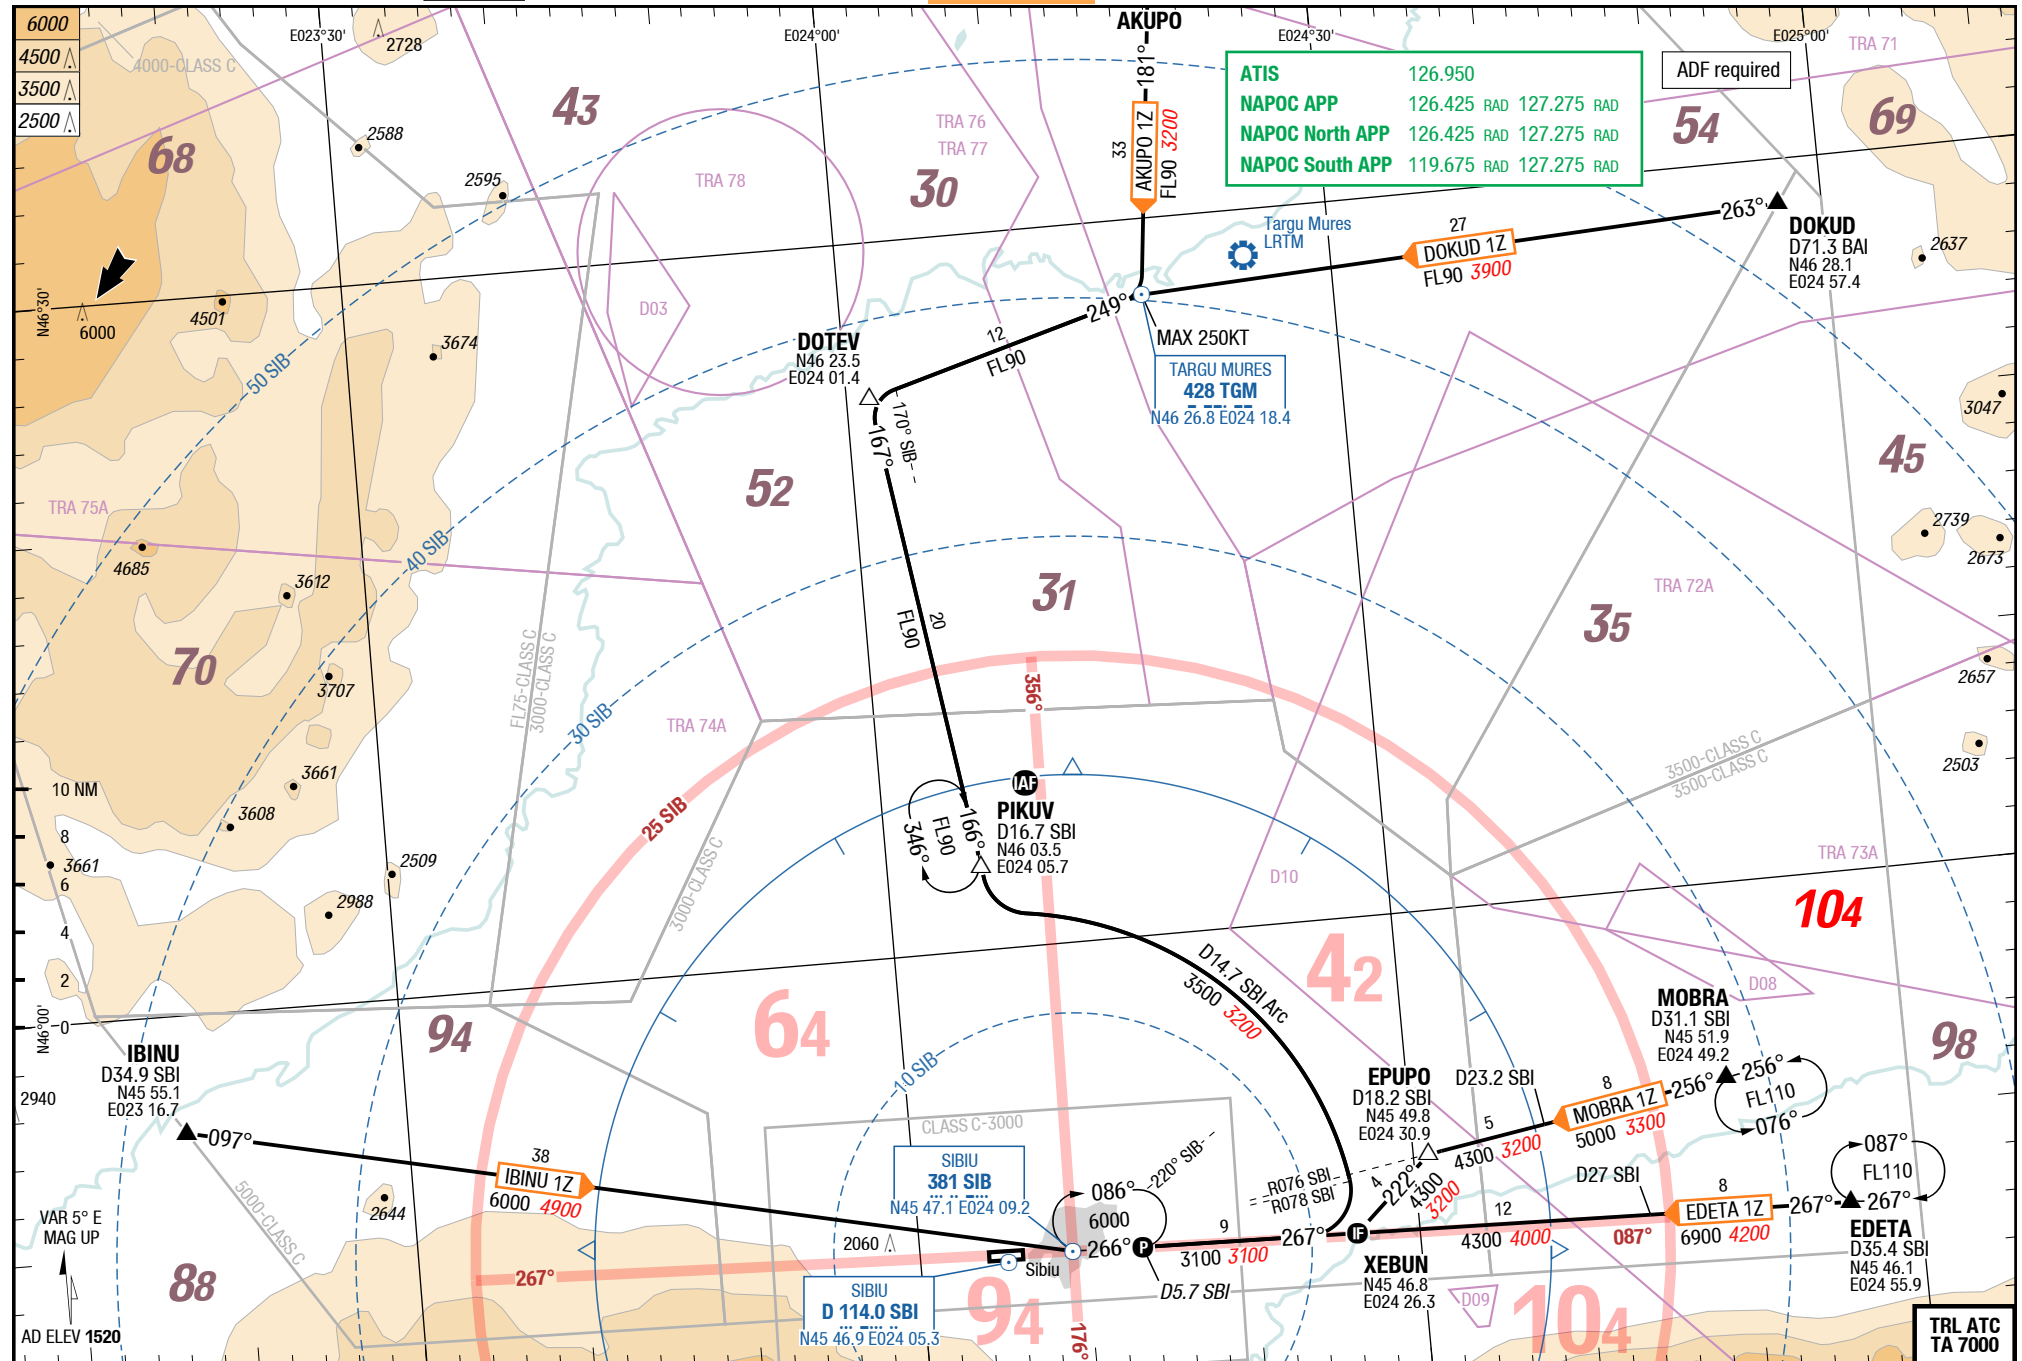 6000
4500
3500
2500
E023°30'
2728
4000-CLASS C
E024°00'
AKUPO
181°
E024°30'
E025°00'
TRA 71
ATIS 126.950
NAPOC APP 126.425 RAD 127.275 RAD
NAPOC North APP 126.425 RAD 127.275 RAD
NAPOC South APP 119.675 RAD 127.275 RAD
ADF required
43
68
2588
2595
TRA 76
TRA 77
TRA 78
30
33
AKUPO 1Z
FL90 3200
54
69
Targu Mures
LRTM
27
DOKUD 1Z
FL90 3900
263°
DOKUD
D71.3 BAI
N46 28.1
E024 57.4
2637
N46°30'
6000
4501
3674
D03
50 SIB
DOTEV
N46 23.5
E024 01.4
12
FL90
249°
MAX 250KT
TARGU MURES
428 TGM
N46 26.8 E024 18.4
170° SIB
167°
3047
45
52
TRA 75A
4685
40 SIB
3612
2739
2673
31
TRA 72A
35
20
FL90
70
3707
FL75-CLASS C
3000-CLASS C
30 SIB
TRA 74A
356°
2657
2503
3500-CLASS C
3500-CLASS C
10 NM
8
6
4
2
0
3661
3608
3661
2509
2988
25 SIB
3000-CLASS C
IAF
PIKUV
D16.7 SBI
N46 03.5
E024 05.7
166°
FL90
346°
D10
TRA 73A
104
42
D14.7 SBI Arc
3500 3200
D08
N46°00'
94
64
98
MOBRA
D31.1 SBI
N45 51.9
E024 49.2
IBINU
D34.9 SBI
N45 55.1
E023 16.7
2940
097°
10 SIB
EPUPO
D18.2 SBI
N45 49.8
E024 30.9
D23.2 SBI
8
MOBRA 1Z
5000 3300
256°
256°
FL110
076°
5
4300 3200
CLASS C-3000
SIBIU
381 SIB
N45 47.1 E024 09.2
220° SIB
R076 SBI
R078 SBI
4
222°
4300
3200
D27 SBI
087°
FL110
267°
38
IBINU 1Z
6000 4900
5000-CLASS C
2644
VAR 5° E
MAG UP
086°
6000
266°
P
9
3100 3100
267°
IF
12
4300 4000
087°
8
EDETA 1Z
6900 4200
267°
EDETA
D35.4 SBI
N45 46.1
E024 55.9
2060
Sibiu
267°
D5.7 SBI
XEBUN
N45 46.8
E024 26.3
SIBIU
D 114.0 SBI
N45 46.9 E024 05.3
88
94
176°
D09
104
AD ELEV 1520
TRL ATC
TA 7000